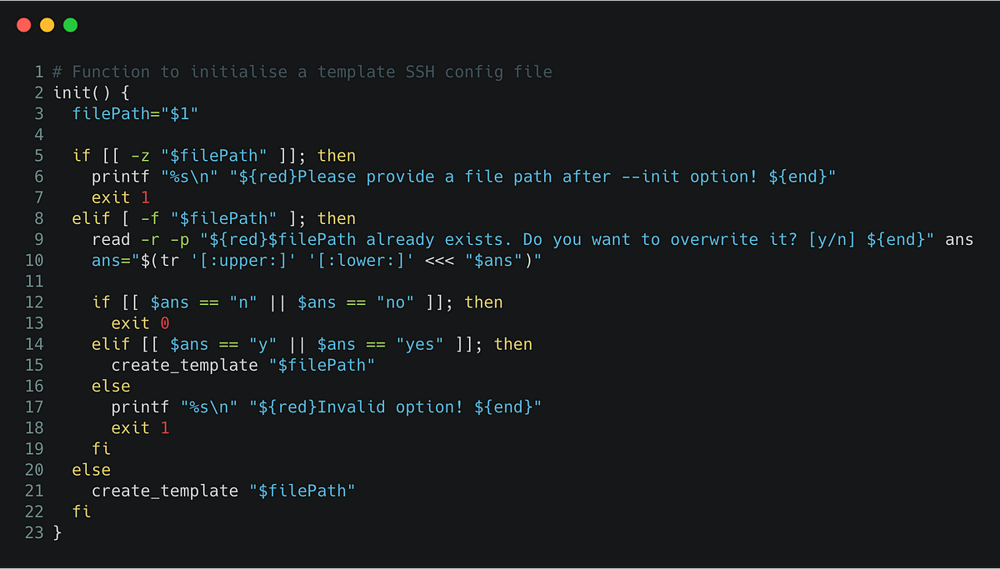 1 # Function to initialise a template SSH config file
2 init() {
3   filePath="$1"
4
5   if [[ -z "$filePath" ]]; then
6     printf "%s\n" "${red}Please provide a file path after --init option! ${end}"
7     exit 1
8   elif [ -f "$filePath" ]; then
9     read -r -p "${red}$filePath already exists. Do you want to overwrite it? [y/n] ${end}" ans
10     ans="$(tr '[:upper:]' '[:lower:]' <<< "$ans")"
11
12     if [[ $ans == "n" || $ans == "no" ]]; then
13       exit 0
14     elif [[ $ans == "y" || $ans == "yes" ]]; then
15       create_template "$filePath"
16     else
17       printf "%s\n" "${red}Invalid option! ${end}"
18       exit 1
19     fi
20   else
21     create_template "$filePath"
22   fi
23 }